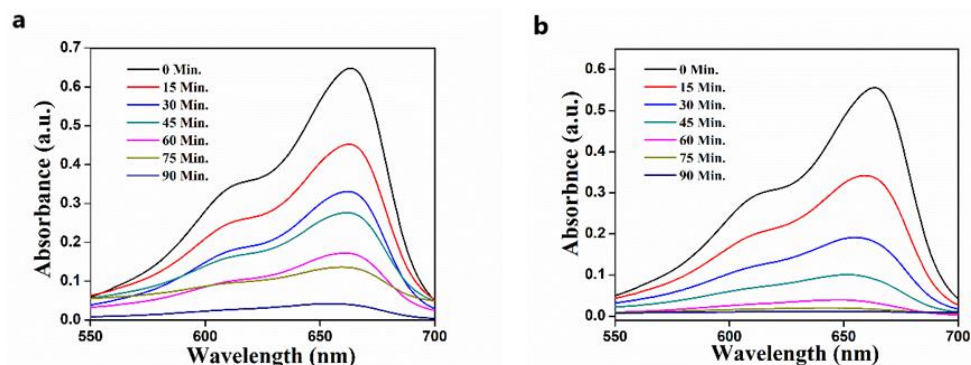 a
0.7
0.6
0.5
0.4
0.3
0.2
0.1
0.0
Absorbance (a.u.)
0 Min.
15 Min.
30 Min.
45 Min.
60 Min.
75 Min.
90 Min.
550 600 650 700
Wavelength (nm)
b
0.6
0.5
0.4
0.3
0.2
0.1
0.0
Absorbnce (a.u.)
0 Min.
15 Min.
30 Min.
45 Min.
60 Min.
75 Min.
90 Min.
550 600 650 700
Wavelength (nm)